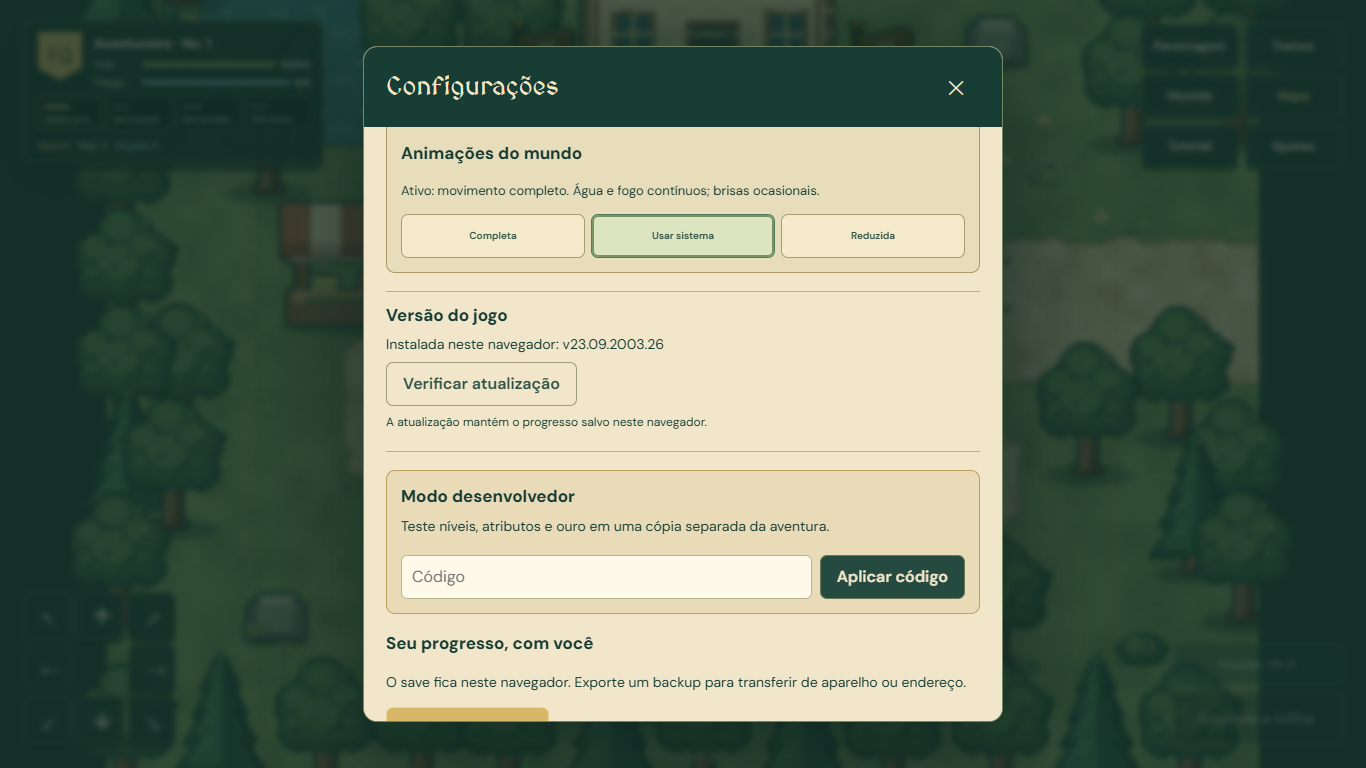 Configurações
Animações do mundo
Ativo: movimento completo. Água e fogo contínuos; brisas ocasionais.
Completa
Usar sistema
Reduzida
Versão do jogo
Instalada neste navegador: v23.09.2003.26
Verificar atualização
A atualização mantém o progresso salvo neste navegador.
Modo desenvolvedor
Teste níveis, atributos e ouro em uma cópia separada da aventura.
Código
Aplicar código
Seu progresso, com você
O save fica neste navegador. Exporte um backup para transferir de aparelho ou endereço.